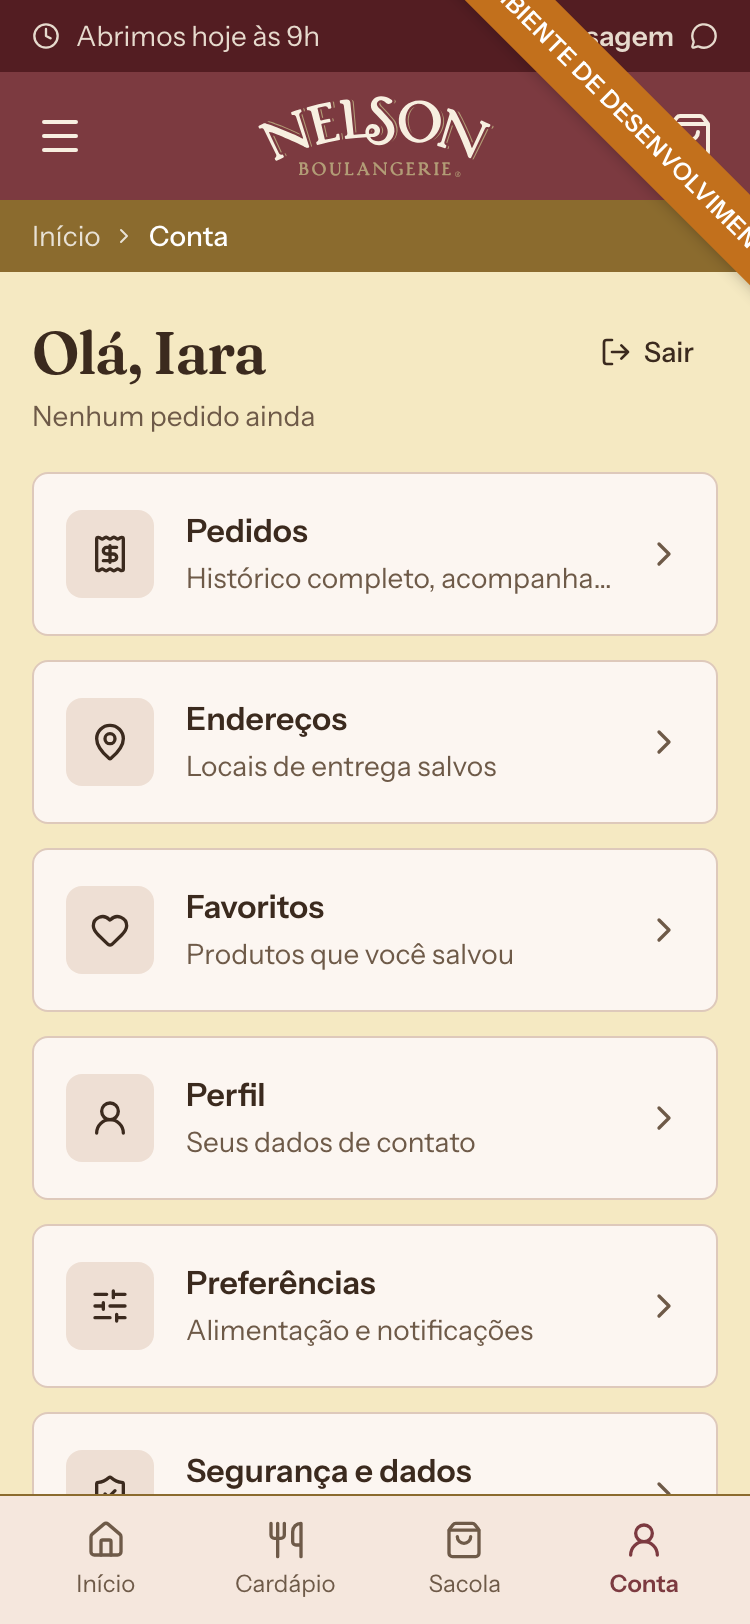 Abrimos hoje às 9h
NELSON
BOULANGERIE
DE DESENVOLVIMEN
Início
Conta
Olá, Iara
Sair
Nenhum pedido ainda
Pedidos
Histórico completo, acompanha...
Endereços
Locais de entrega salvos
Favoritos
Produtos que você salvou
Perfil
Seus dados de contato
Preferências
Alimentação e notificações
Segurança e dados
Início
Cardápio
Sacola
Conta